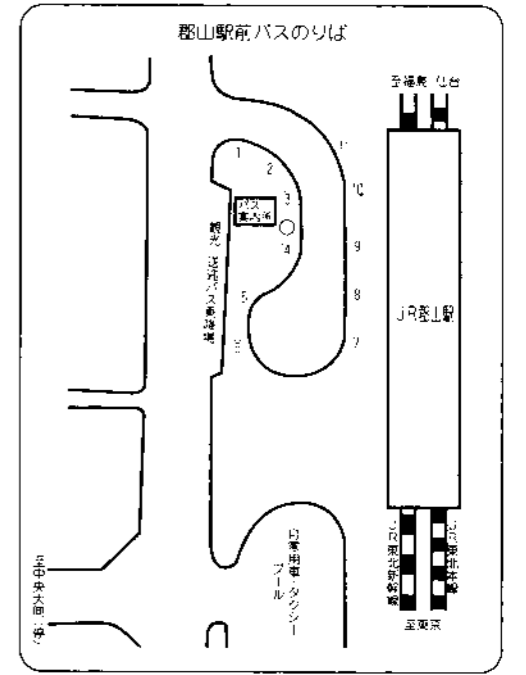 郡山駅前バスのりば
至福島 仙台
11
1
2
10
3
バス
案内所
4
9
観光 送迎バス乗降場
5
8
JR郡山駅
6
7
自家用車・タクシー
プール
JR東北新幹線
JR東北本線
至中央大同(停)
至東京